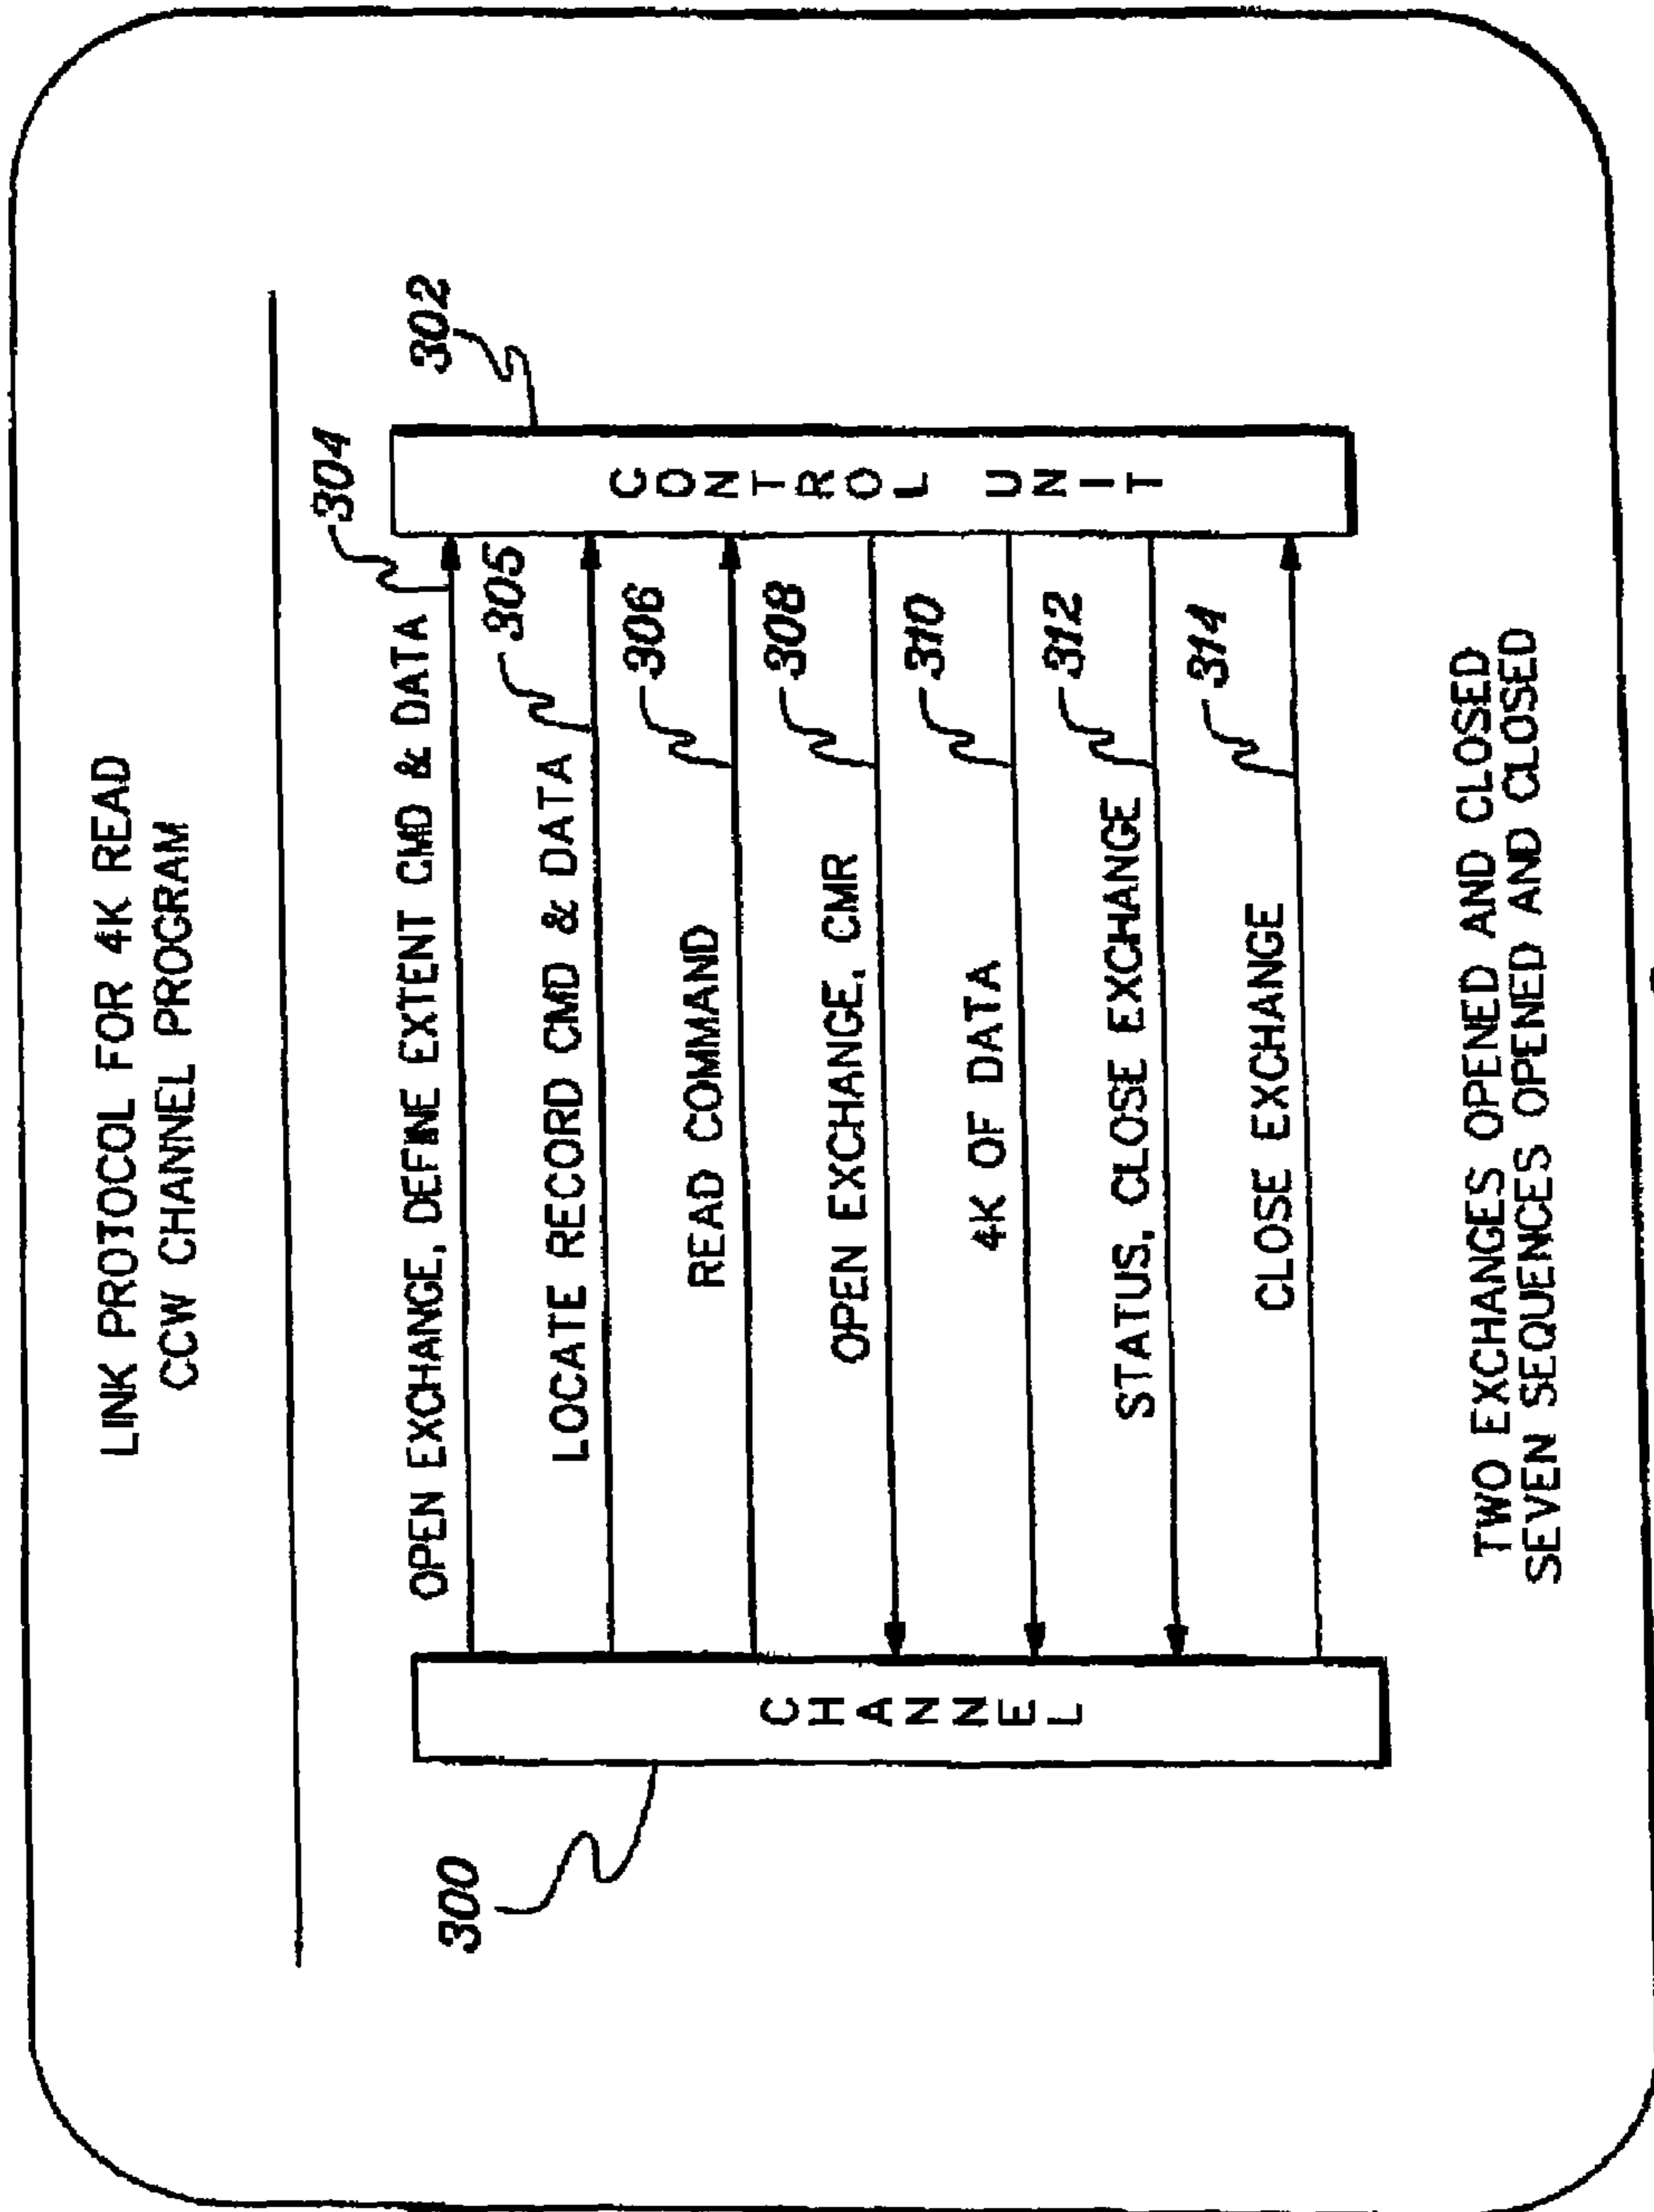 LINK PROTOCOL FOR 4K READ
CCW CHANNEL PROGRAM
300
CHANNEL
302
CONTROL UNIT
OPEN EXCHANGE, DEFINE EXTENT CMD & DATA
304
LOCATE RECORD CMD & DATA
305
READ COMMAND
306
OPEN EXCHANGE, CMR
308
4K OF DATA
310
STATUS, CLOSE EXCHANGE
312
CLOSE EXCHANGE
314
TWO EXCHANGES OPENED AND CLOSED
SEVEN SEQUENCES OPENED AND CLOSED